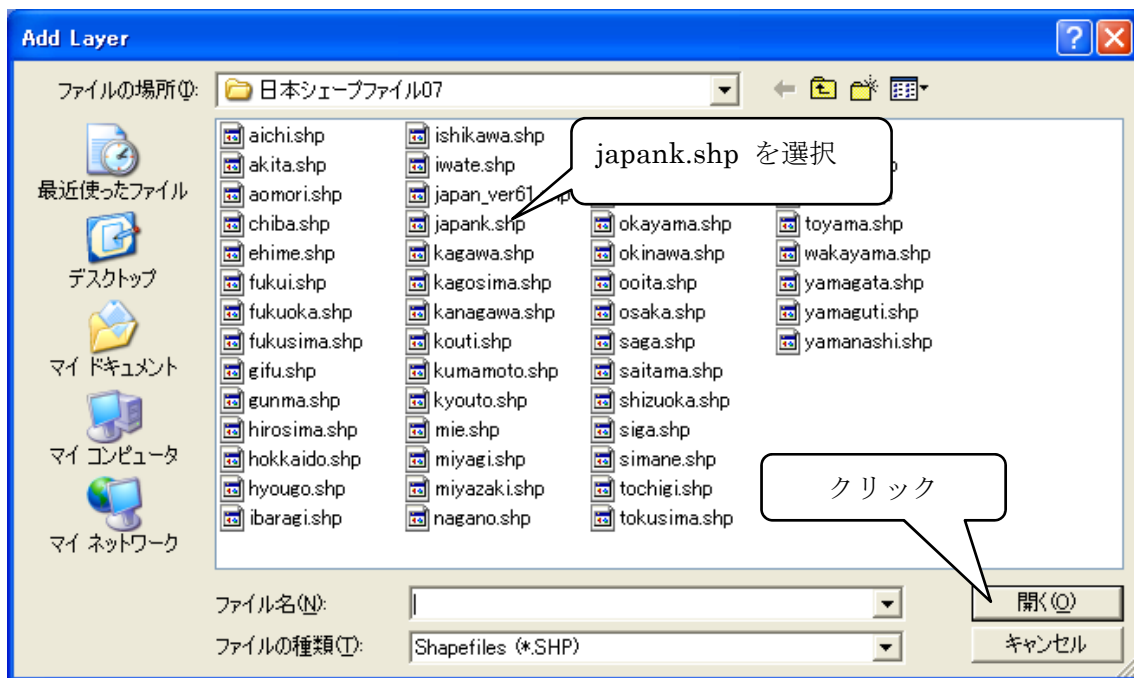 Add Layer
ファイルの場所(I):
日本シェープファイル07
最近使ったファイル
デスクトップ
マイ ドキュメント
マイ コンピュータ
マイ ネットワーク
aichi.shp
akita.shp
aomori.shp
chiba.shp
ehime.shp
fukui.shp
fukuoka.shp
fukusima.shp
gifu.shp
gunma.shp
hirosima.shp
hokkaido.shp
hyougo.shp
ibaragi.shp
ishikawa.shp
iwate.shp
japan_ver61.shp
japank.shp
kagawa.shp
kagosima.shp
kanagawa.shp
kouti.shp
kumamoto.shp
kyouto.shp
mie.shp
miyagi.shp
miyazaki.shp
nagano.shp
japank.shp を選択
okayama.shp
okinawa.shp
ooita.shp
osaka.shp
saga.shp
saitama.shp
shizuoka.shp
siga.shp
simane.shp
tochigi.shp
tokusima.shp
toyama.shp
wakayama.shp
yamagata.shp
yamaguti.shp
yamanashi.shp
クリック
ファイル名(N):
開く(O)
ファイルの種類(T):
Shapefiles (*.SHP)
キャンセル